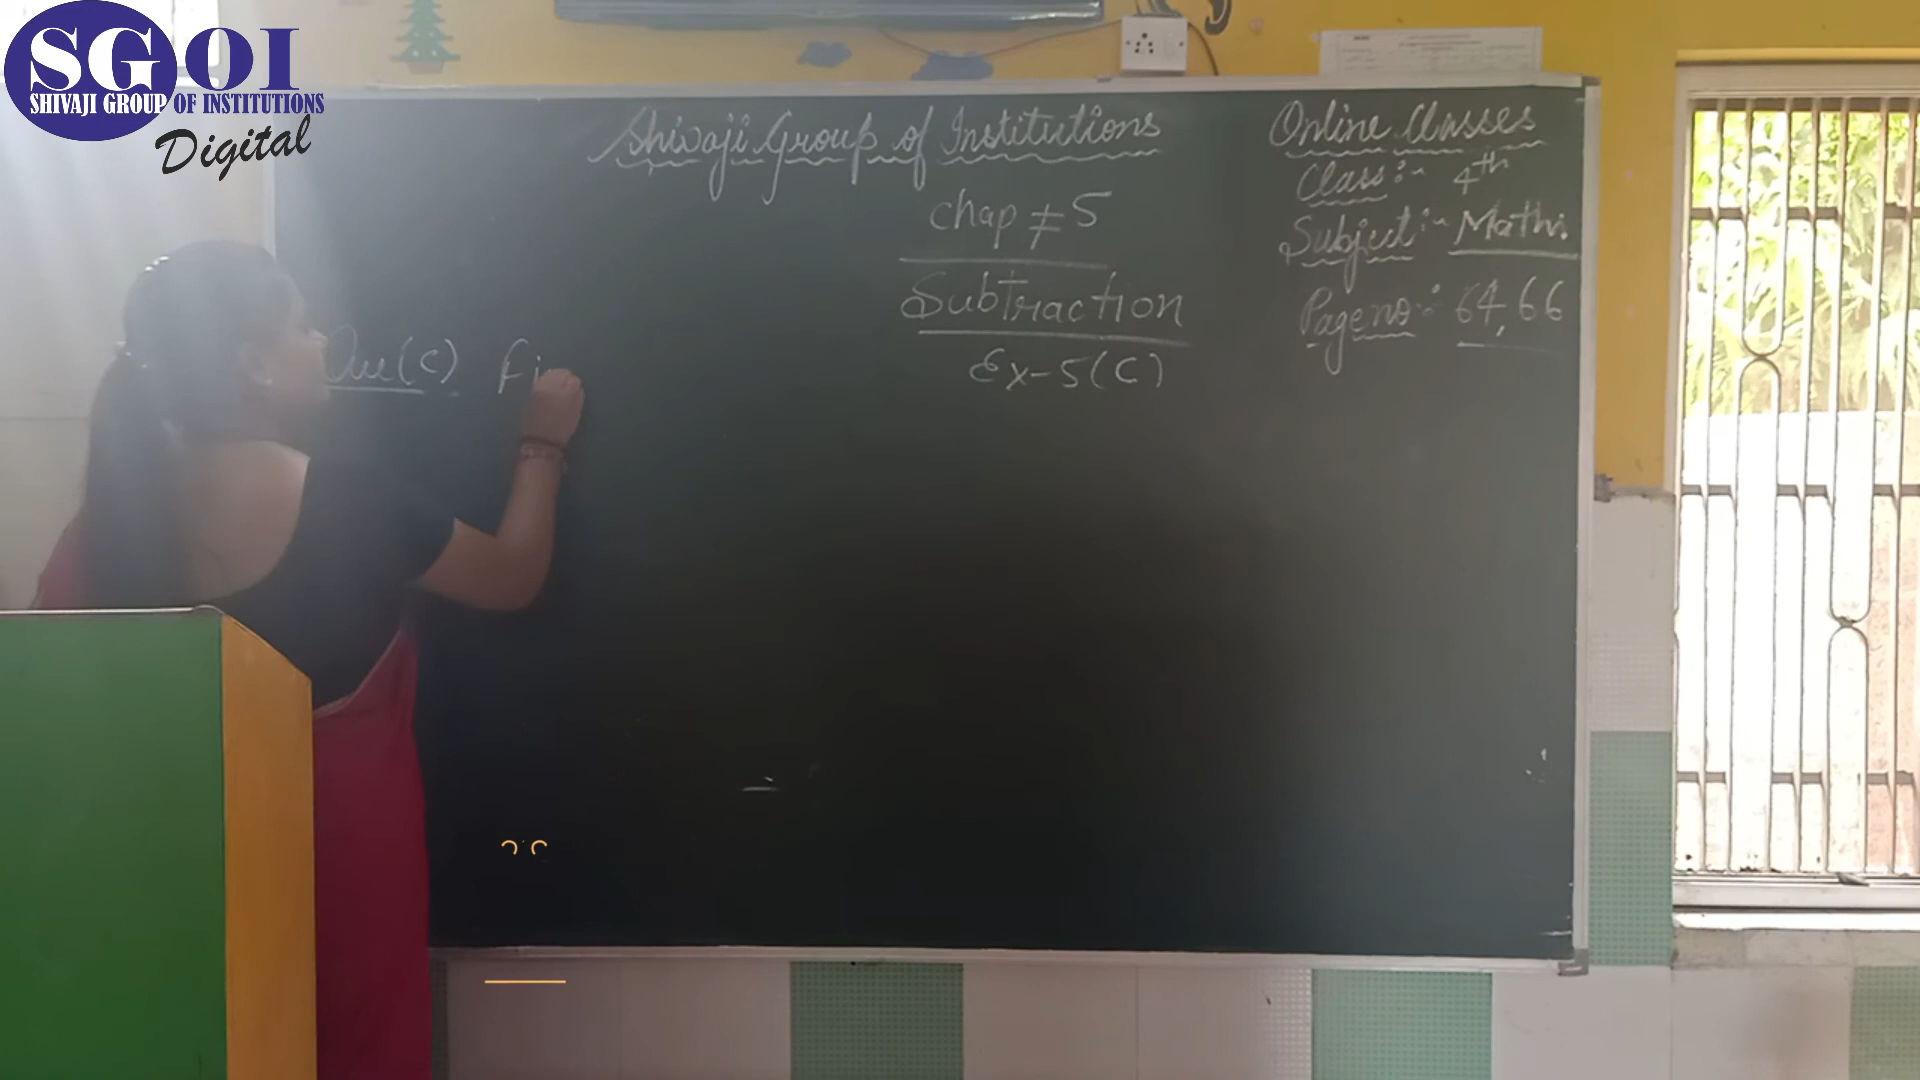 SGOI
SHIVAJI GROUP OF INSTITUTIONS
Digital
Shivaji Group of Institutions
Chap ≠ 5
Subtraction
Ex-5(C)
Online Classes
Class:- 4th
Subject:- Maths.
Page no:- 64,66
Que(C) Fi